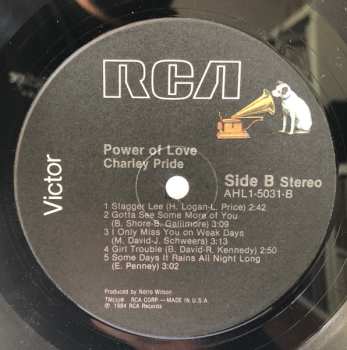 RCA
Victor
Power of Love
Charley Pride
Side B Stereo
AHL1-5031-B
1 Stagger Lee (H. Logan-L. Price) 2:42
2 Gotta See Some More of You
(B. Shore-B. Gallimore) 3:09
3 I Only Miss You on Weak Days
(M. David-J. Schweers) 3:13
4 Girl Trouble (B. David-R. Kennedy) 2:44
5 Some Days It Rains All Night Long
(E. Penney) 3:02
Produced by Norro Wilson
RCA CORP — MADE IN U.S.A.
℗ 1984 RCA Records